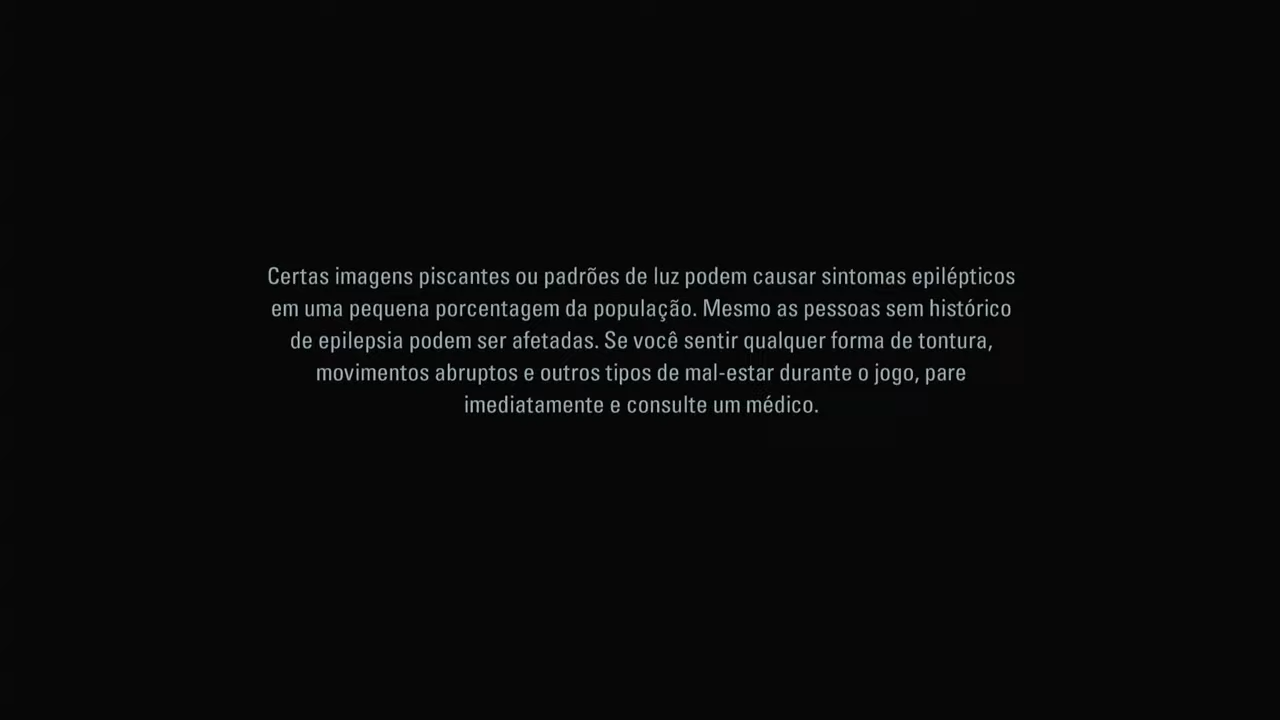 Certas imagens piscantes ou padrões de luz podem causar sintomas epilépticos
em uma pequena porcentagem da população. Mesmo as pessoas sem histórico
de epilepsia podem ser afetadas. Se você sentir qualquer forma de tontura,
movimentos abruptos e outros tipos de mal-estar durante o jogo, pare
imediatamente e consulte um médico.